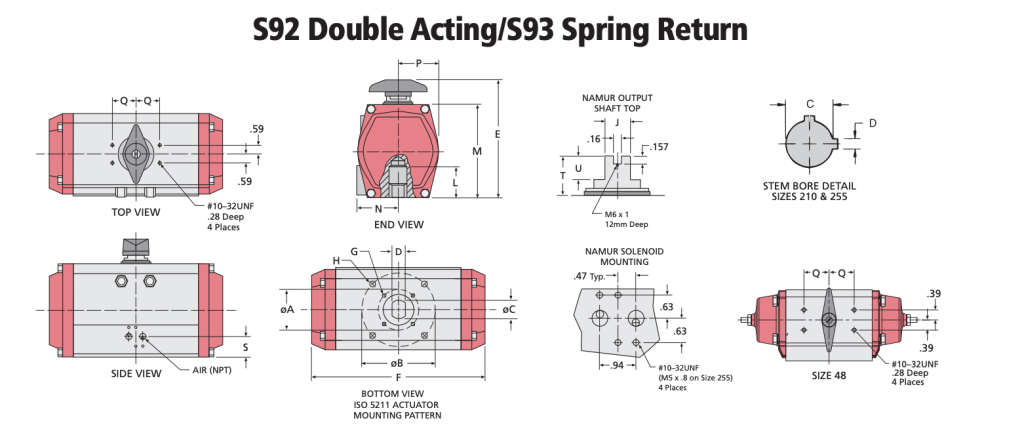 S92 Double Acting/S93 Spring Return
Q Q
.59
.59
#10–32UNF
.28 Deep
4 Places
TOP VIEW
P
E
M
L
N
END VIEW
NAMUR OUTPUT
SHAFT TOP
J
.16
.157
U
T
M6 x 1
12mm Deep
C
D
STEM BORE DETAIL
SIZES 210 & 255
S
AIR (NPT)
SIDE VIEW
G
D
H
øA
øC
øB
F
BOTTOM VIEW
ISO 5211 ACTUATOR
MOUNTING PATTERN
NAMUR SOLENOID
MOUNTING
.47 Typ.
.63
.63
.94
#10–32UNF
(M5 x .8 on Size 255)
4 Places
Q Q
.39
.39
#10–32UNF
.28 Deep
4 Places
SIZE 48